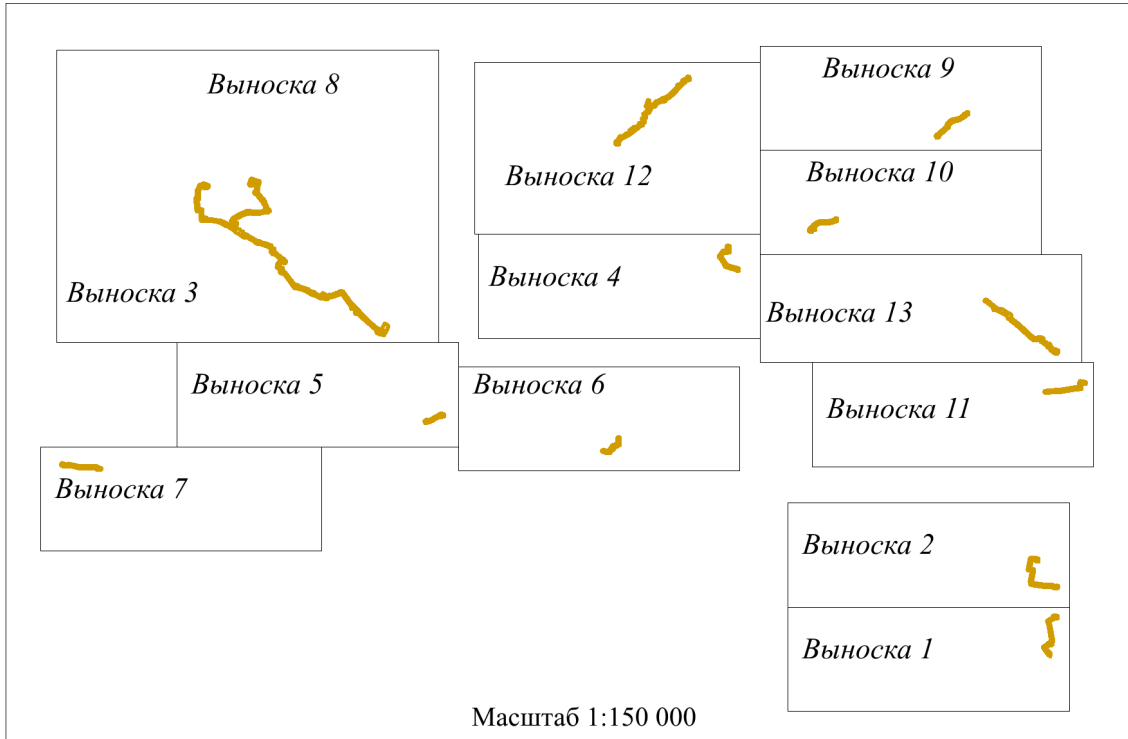 Выноска 8
Выноска 9
Выноска 12
Выноска 10
Выноска 4
Выноска 3
Выноска 13
Выноска 5
Выноска 6
Выноска 11
Выноска 7
Выноска 2
Выноска 1
Масштаб 1:150 000